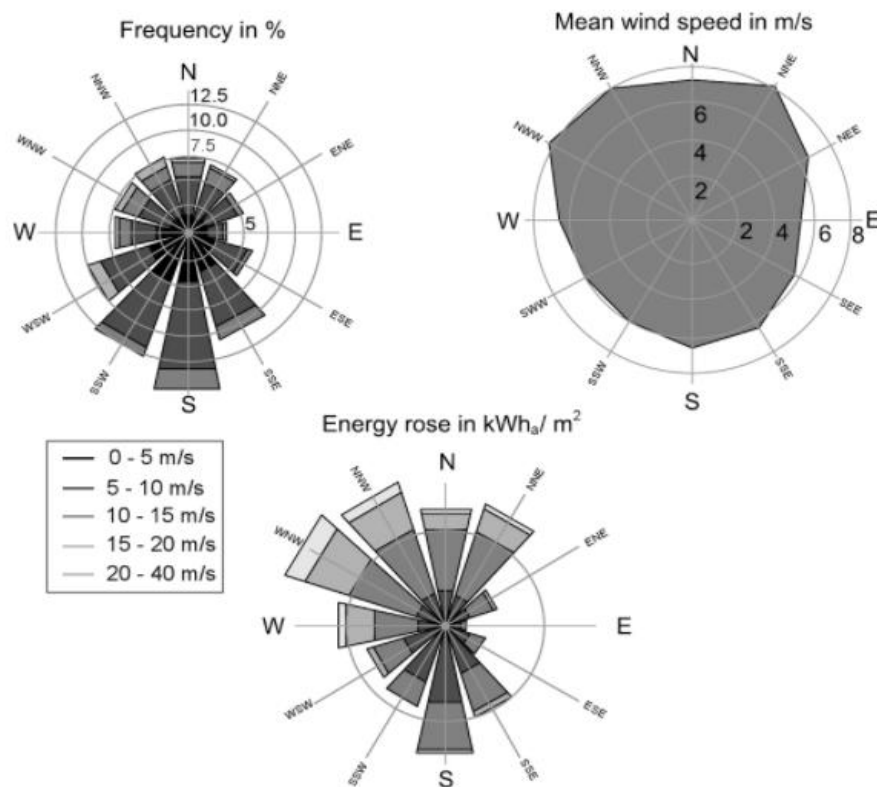 Frequency in %
N
NNW
NNE
12.5
10.0
7.5
WNW
ENE
W
5
E
WSW
ESE
SSW
SSE
S
Mean wind speed in m/s
N
NNW
NNE
6
NWW
NEE
4
2
W
2 4 6 8
E
SWW
SEE
SSW
SSE
S
0 - 5 m/s
5 - 10 m/s
10 - 15 m/s
15 - 20 m/s
20 - 40 m/s
Energy rose in kWhₐ/ m²
N
NNW
NNE
WNW
ENE
W
E
WSW
ESE
SSW
SSE
S